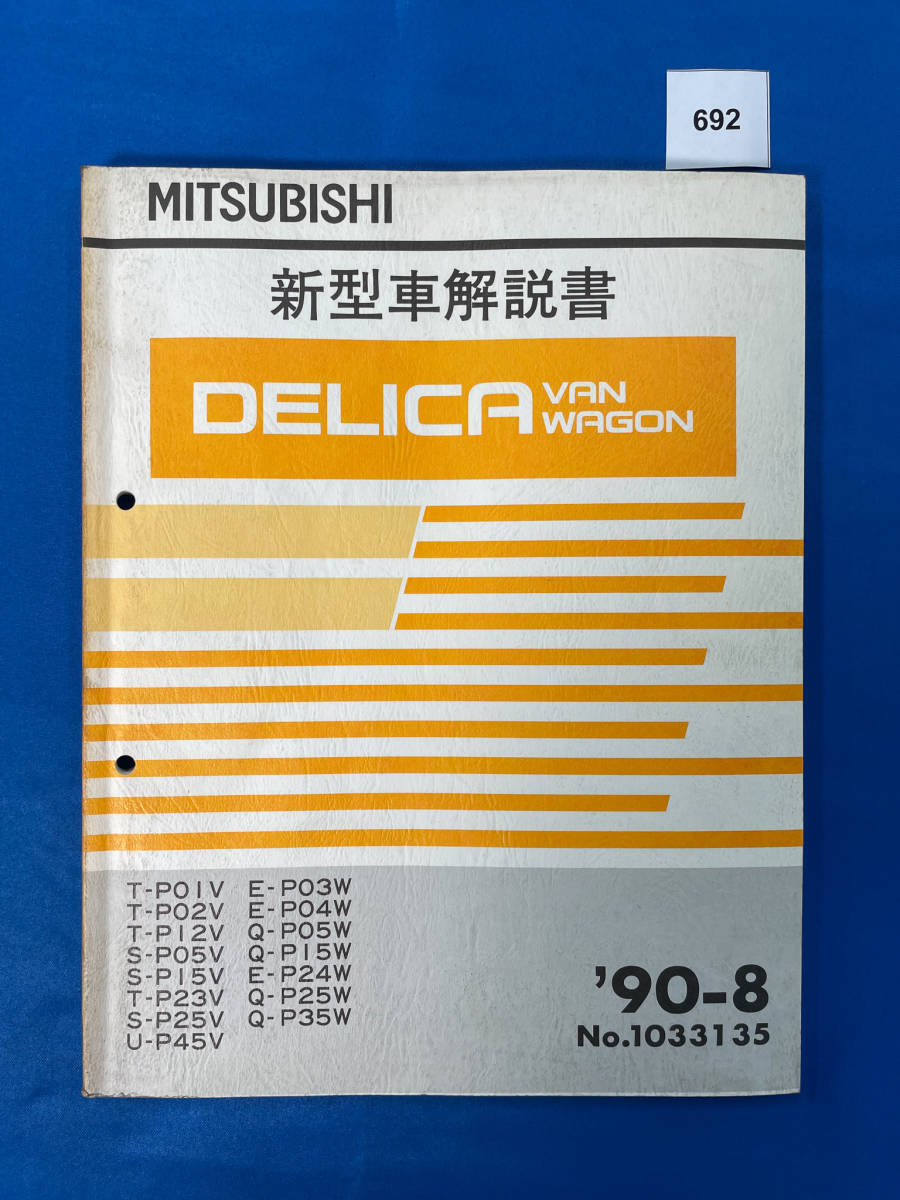 692
MITSUBISHI
新型車解説書
DELICA VAN WAGON
T-P01V E-P03W
T-P02V E-P04W
T-P12V Q-P05W
S-P05V Q-P15W
S-P15V E-P24W
T-P23V Q-P25W
S-P25V Q-P35W
U-P45V
'90-8
No.1033135